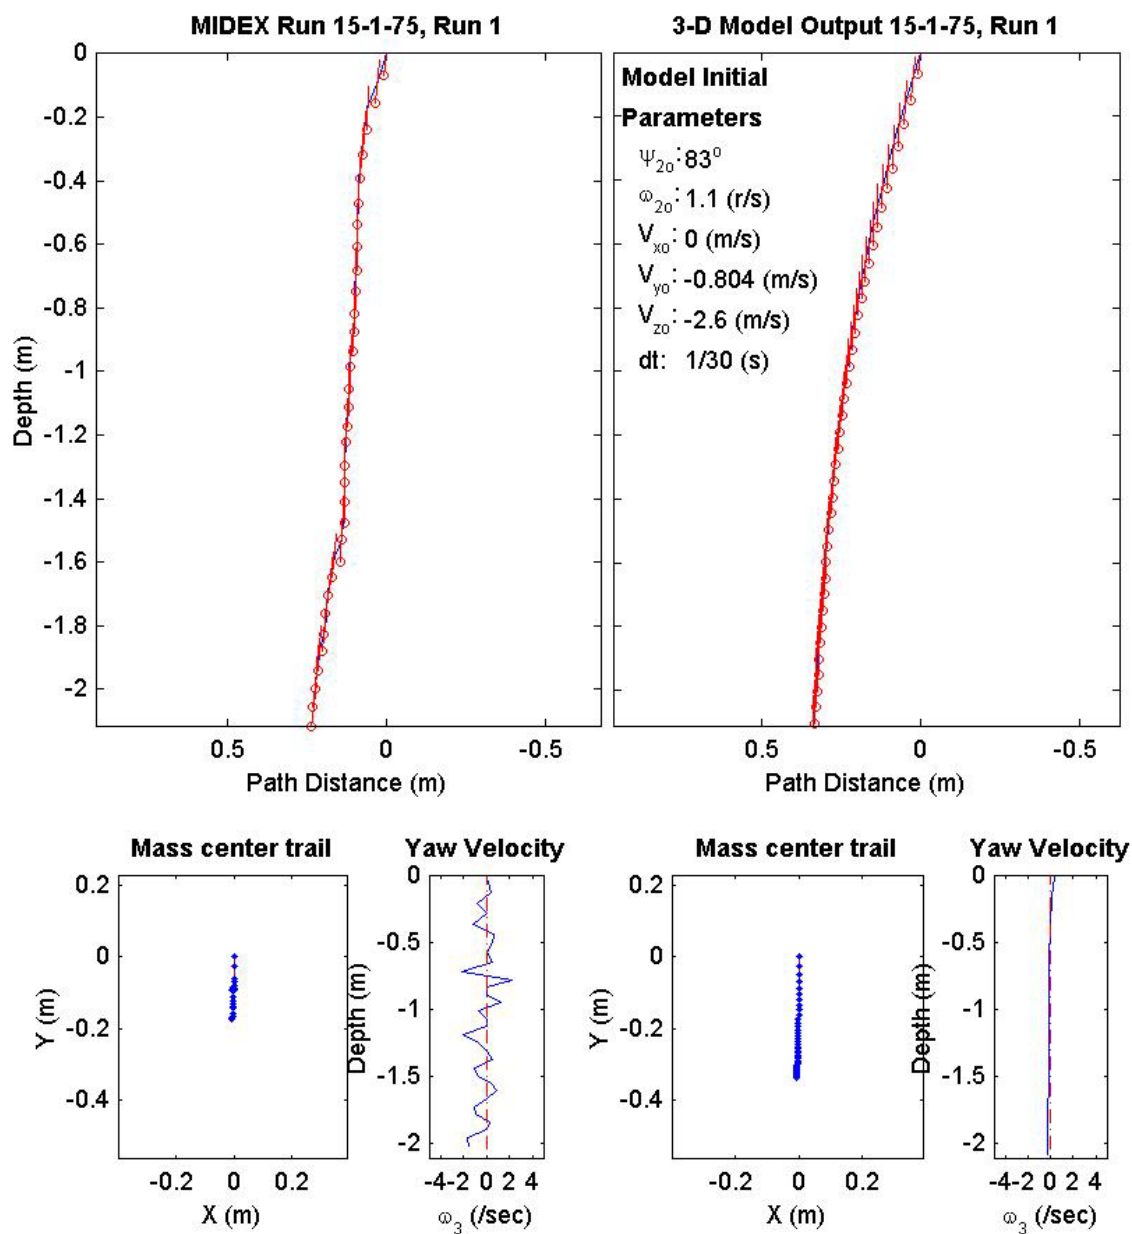 MIDEX Run 15-1-75, Run 1
3-D Model Output 15-1-75, Run 1
0
-0.2
-0.4
-0.6
-0.8
-1
-1.2
-1.4
-1.6
-1.8
-2
Depth (m)
0.5 0 -0.5
Path Distance (m)
Model Initial
Parameters
Ψ2o: 83o
ω2o: 1.1 (r/s)
Vxo: 0 (m/s)
Vyo: -0.804 (m/s)
Vzo: -2.6 (m/s)
dt: 1/30 (s)
0.5 0 -0.5
Path Distance (m)
Mass center trail
0.2
0
-0.2
-0.4
Y (m)
-0.2 0 0.2
X (m)
Yaw Velocity
0
-0.5
-1
-1.5
-2
Depth (m)
-4 -2 0 2 4
ω3 (/sec)
Mass center trail
0.2
0
-0.2
-0.4
Y (m)
-0.2 0 0.2
X (m)
Yaw Velocity
0
-0.5
-1
-1.5
-2
Depth (m)
-4 -2 0 2 4
ω3 (/sec)